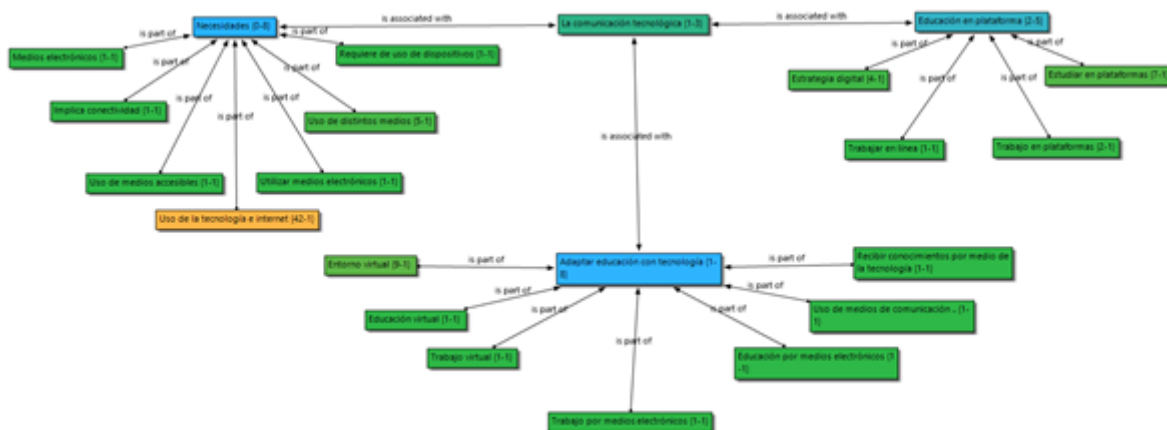 Necesidades {0-8}
is associated with
La comunicación tecnológica {1-3}
is associated with
Educación en plataforma {2-5}
is part of
is part of
Medios electrónicos {1-1}
Requiere de uso de dispositivos {1-1}
is part of
is part of
Estrategia digital {4-1}
Estudiar en plataformas {7-1}
is part of
is part of
Implica conectividad {1-1}
Uso de distintos medios {5-1}
is part of
is part of
is part of
is part of
is part of
is associated with
Trabajar en línea {1-1}
Trabajo en plataformas {2-1}
Uso de medios accesibles {1-1}
Utilizar medios electrónicos {1-1}
Uso de la tecnología e internet {42-1}
Entorno virtual {9-1}
is part of
Adaptar educación con tecnología {1-
8}
is part of
Recibir conocimientos por medio de
la tecnología {1-1}
is part of
is part of
Educación virtual {1-1}
Uso de medios de comunicación .. {1-
1}
is part of
is part of
is part of
Trabajo virtual {1-1}
Educación por medios electrónicos {1
-1}
Trabajo por medios electrónicos {1-1}